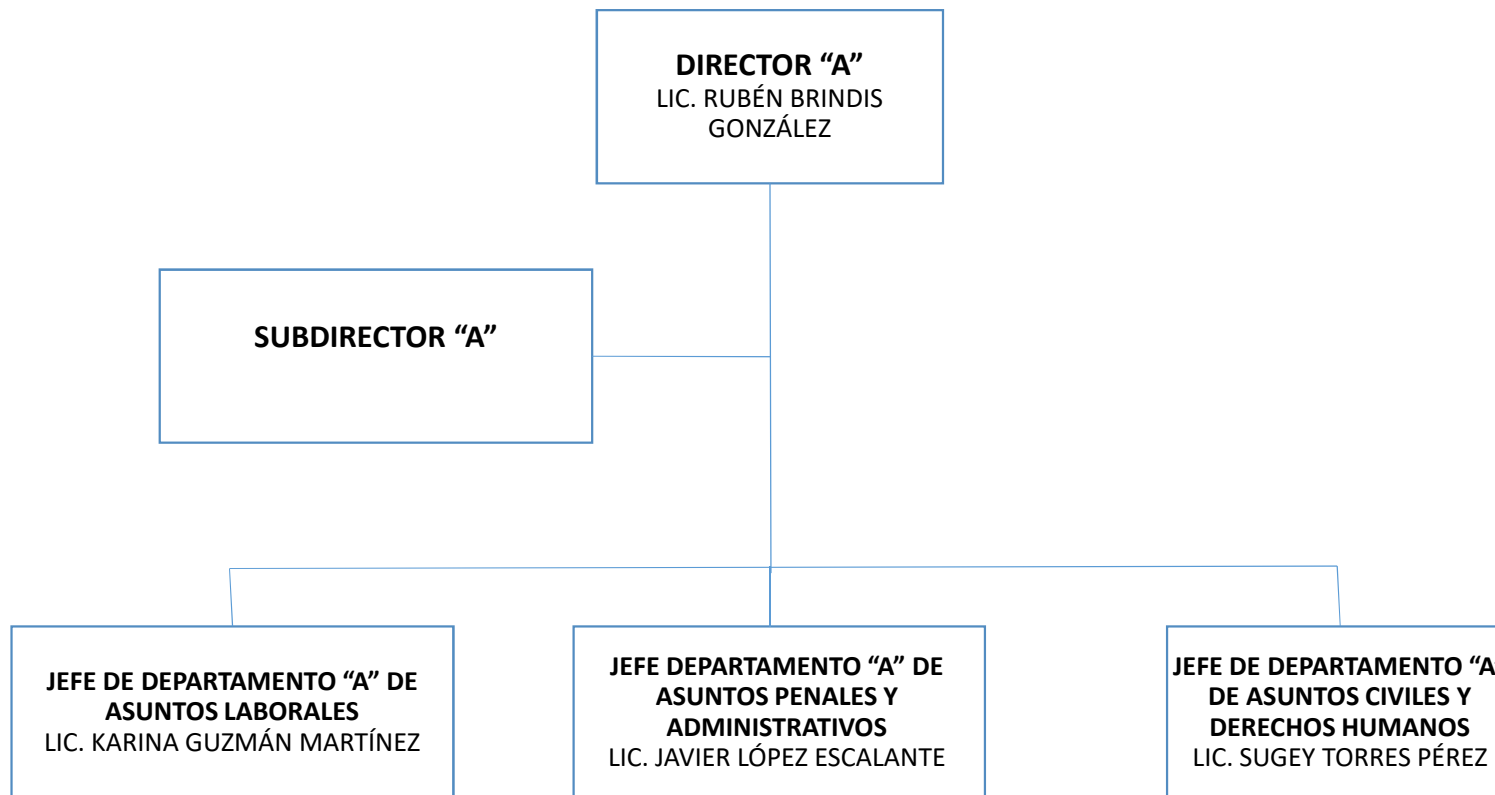 DIRECTOR “A”
LIC. RUBÉN BRINDIS
GONZÁLEZ
SUBDIRECTOR “A”
JEFE DE DEPARTAMENTO “A” DE
ASUNTOS LABORALES
LIC. KARINA GUZMÁN MARTÍNEZ
JEFE DEPARTAMENTO “A” DE
ASUNTOS PENALES Y
ADMINISTRATIVOS
LIC. JAVIER LÓPEZ ESCALANTE
JEFE DE DEPARTAMENTO “A”
DE ASUNTOS CIVILES Y
DERECHOS HUMANOS
LIC. SUGEY TORRES PÉREZ